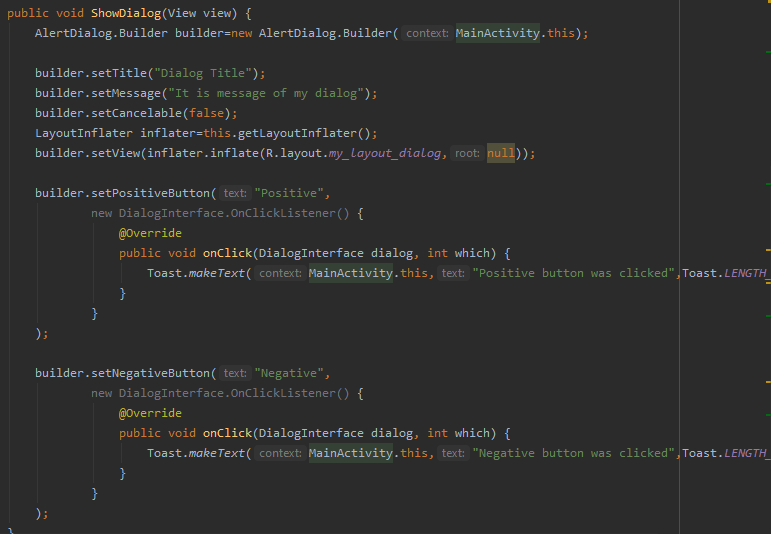 public void ShowDialog(View view) {
AlertDialog.Builder builder=new AlertDialog.Builder( context: MainActivity.this);
builder.setTitle("Dialog Title");
builder.setMessage("It is message of my dialog");
builder.setCancelable(false);
LayoutInflater inflater=this.getLayoutInflater();
builder.setView(inflater.inflate(R.layout.my_layout_dialog, root: null));
builder.setPositiveButton( text: "Positive",
new DialogInterface.OnClickListener() {
@Override
public void onClick(DialogInterface dialog, int which) {
Toast.makeText( context: MainActivity.this, text: "Positive button was clicked",Toast.LENGTH_
}
}
);
builder.setNegativeButton( text: "Negative",
new DialogInterface.OnClickListener() {
@Override
public void onClick(DialogInterface dialog, int which) {
Toast.makeText( context: MainActivity.this, text: "Negative button was clicked",Toast.LENGTH_
}
}
);
}